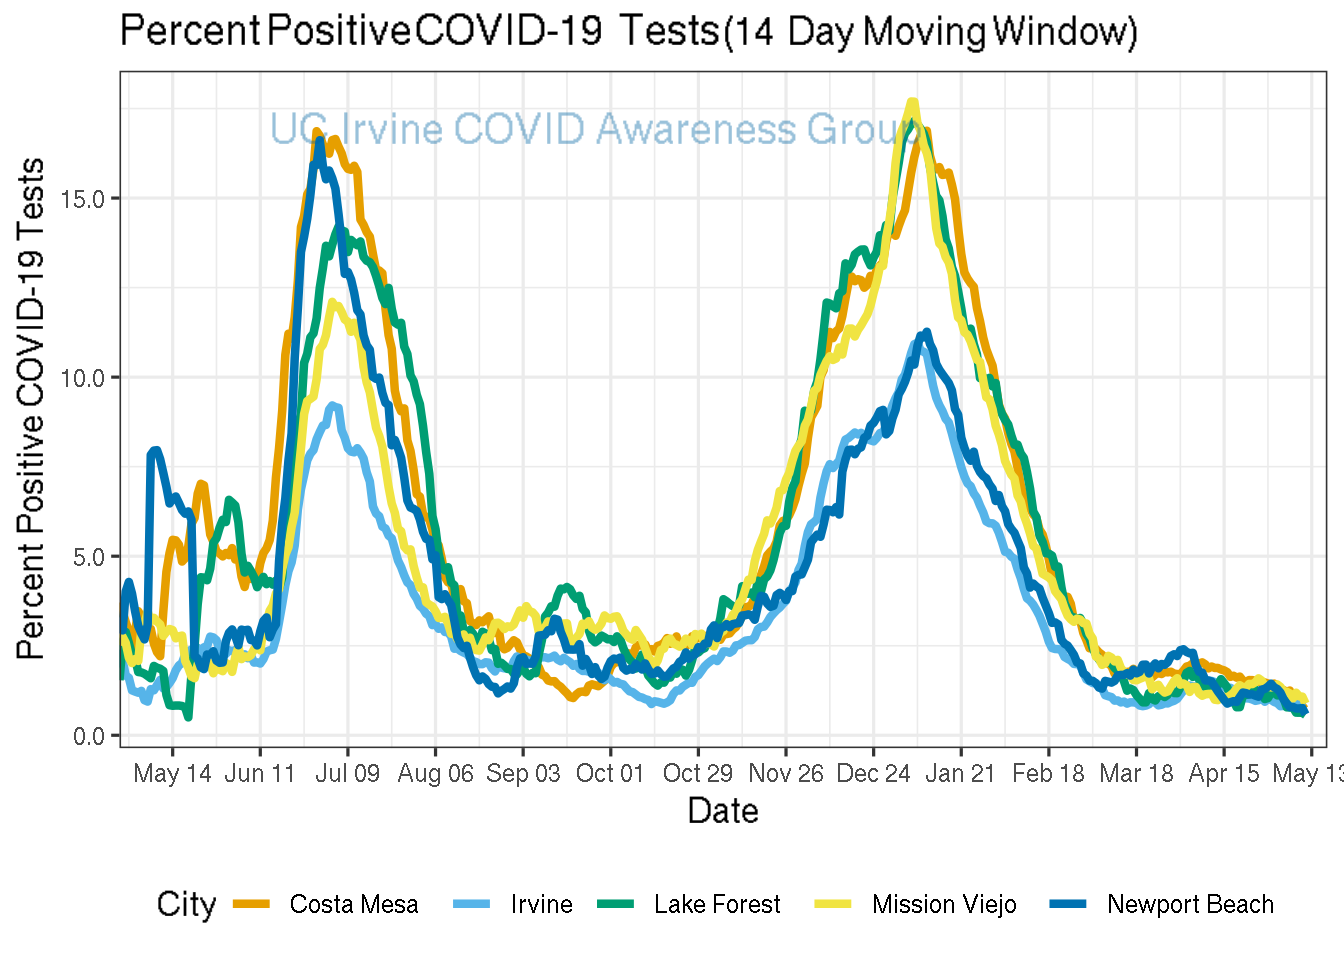 Percent Positive COVID-19 Tests(14 Day Moving Window)
UC Irvine COVID Awareness Group
Percent Positive COVID-19 Tests
15.0
10.0
5.0
0.0
May 14 Jun 11 Jul 09 Aug 06 Sep 03 Oct 01 Oct 29 Nov 26 Dec 24 Jan 21 Feb 18 Mar 18 Apr 15 May 13
Date
City Costa Mesa Irvine Lake Forest Mission Viejo Newport Beach